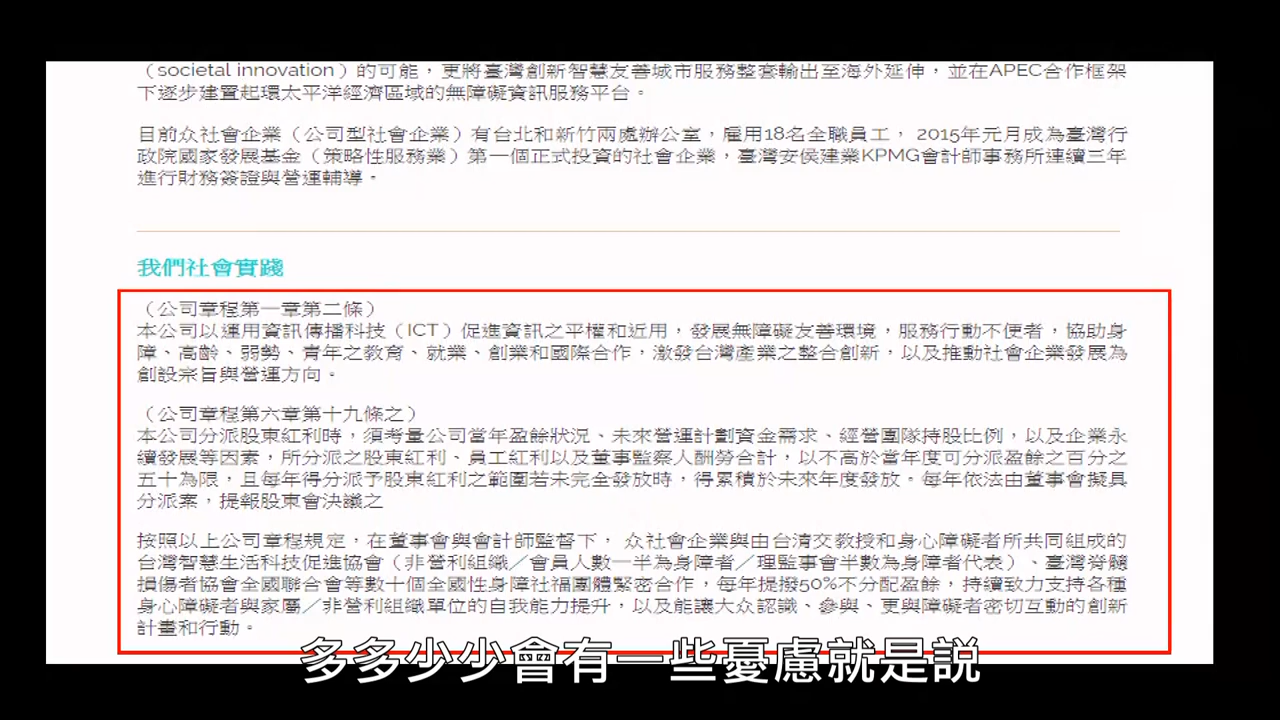 （societal innovation）的可能，更將臺灣創新智慧友善城市服務整套輸出至海外延伸，並在APEC合作框架
下逐步建置起環太平洋經濟區域的無障礙資訊服務平台。
目前众社會企業（公司型社會企業）有台北和新竹兩處辦公室，雇用18名全職員工， 2015年元月成為臺灣行
政院國家發展基金（策略性服務業）第一個正式投資的社會企業，臺灣安侯建業KPMG會計師事務所連續三年
進行財務簽證與營運輔導。
我們社會實踐
（公司章程第一章第二條）
本公司以運用資訊傳播科技（ICT）促進資訊之平權和近用，發展無障礙友善環境，服務行動不便者，協助身
障、高齡、弱勢、青年之教育、就業、創業和國際合作，激發台灣產業之整合創新，以及推動社會企業發展為
創設宗旨與營運方向。
（公司章程第六章第十九條之）
本公司分派股東紅利時，須考量公司當年盈餘狀況、未來營運計劃資金需求、經營團隊持股比例，以及企業永
續發展等因素，所分派之股東紅利、員工紅利以及董事監察人酬勞合計，以不高於當年度可分派盈餘之百分之
五十為限，且每年得分派予股東紅利之範圍若未完全發放時，得累積於未來年度發放。每年依法由董事會擬具
分派案，提報股東會決議之
按照以上公司章程規定，在董事會與會計師監督下， 众社會企業與由台清交教授和身心障礙者所共同組成的
台灣智慧生活科技促進協會（非營利組織／會員人數一半為身障者／理監事會半數為身障者代表）、臺灣脊髓
損傷者協會全國聯合會等數十個全國性身障社福團體緊密合作，每年提撥50%不分配盈餘，持續致力支持各種
身心障礙者與家屬／非營利組織單位的自我能力提升，以及能讓大众認識、參與、更與障礙者密切互動的創新
計畫和行動。
多多少少會有一些憂慮就是説